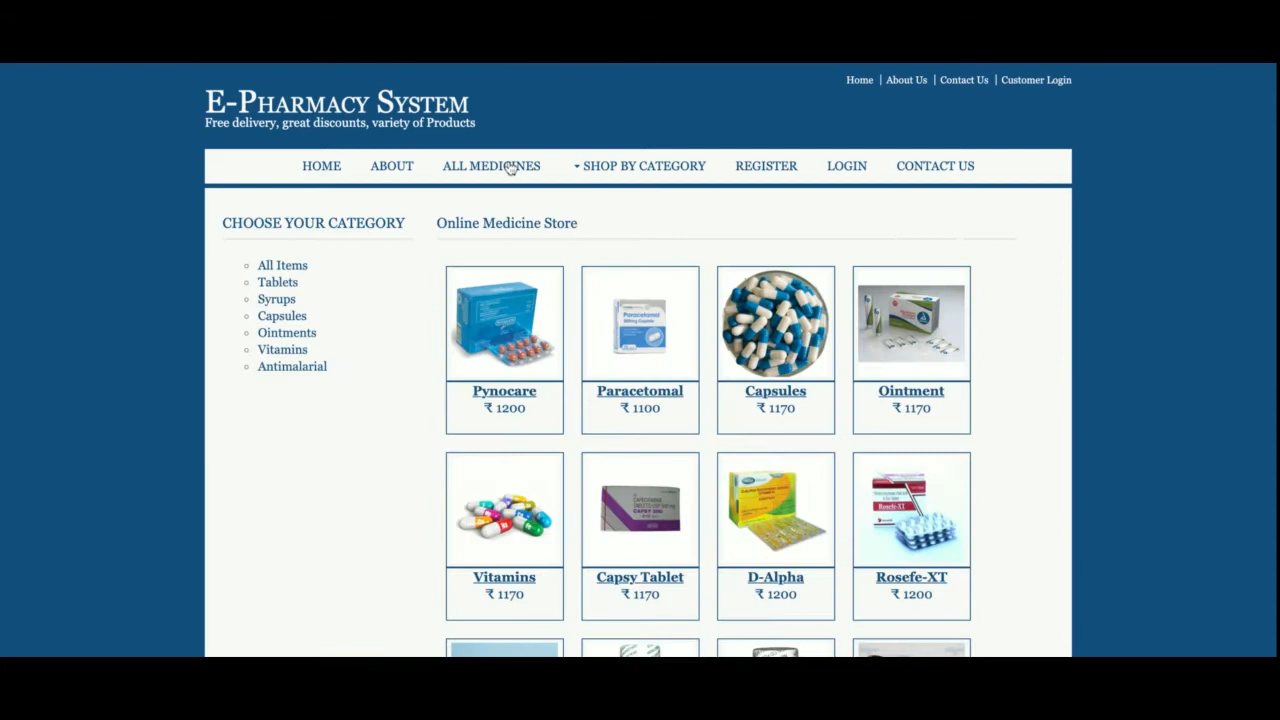 Home | About Us | Contact Us | Customer Login
E-Pharmacy System
Free delivery, great discounts, variety of Products
HOME ABOUT ALL MEDICINES SHOP BY CATEGORY REGISTER LOGIN CONTACT US
CHOOSE YOUR CATEGORY
All Items
Tablets
Syrups
Capsules
Ointments
Vitamins
Antimalarial
Online Medicine Store
Paracetamol
Pynocare Paracetomal Capsules Ointment
₹ 1200 ₹ 1100 ₹ 1170 ₹ 1170
Rosefe-XT
Vitamins Capsy Tablet D-Alpha Rosefe-XT
₹ 1170 ₹ 1170 ₹ 1200 ₹ 1200